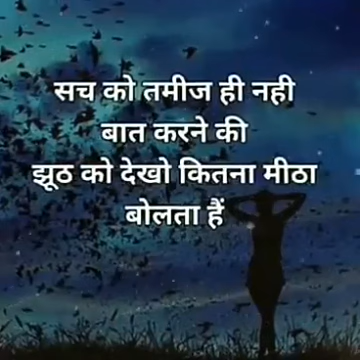 सच को तमीज ही नही
बात करने की
झूठ को देखो कितना मीठा
बोलता हैं